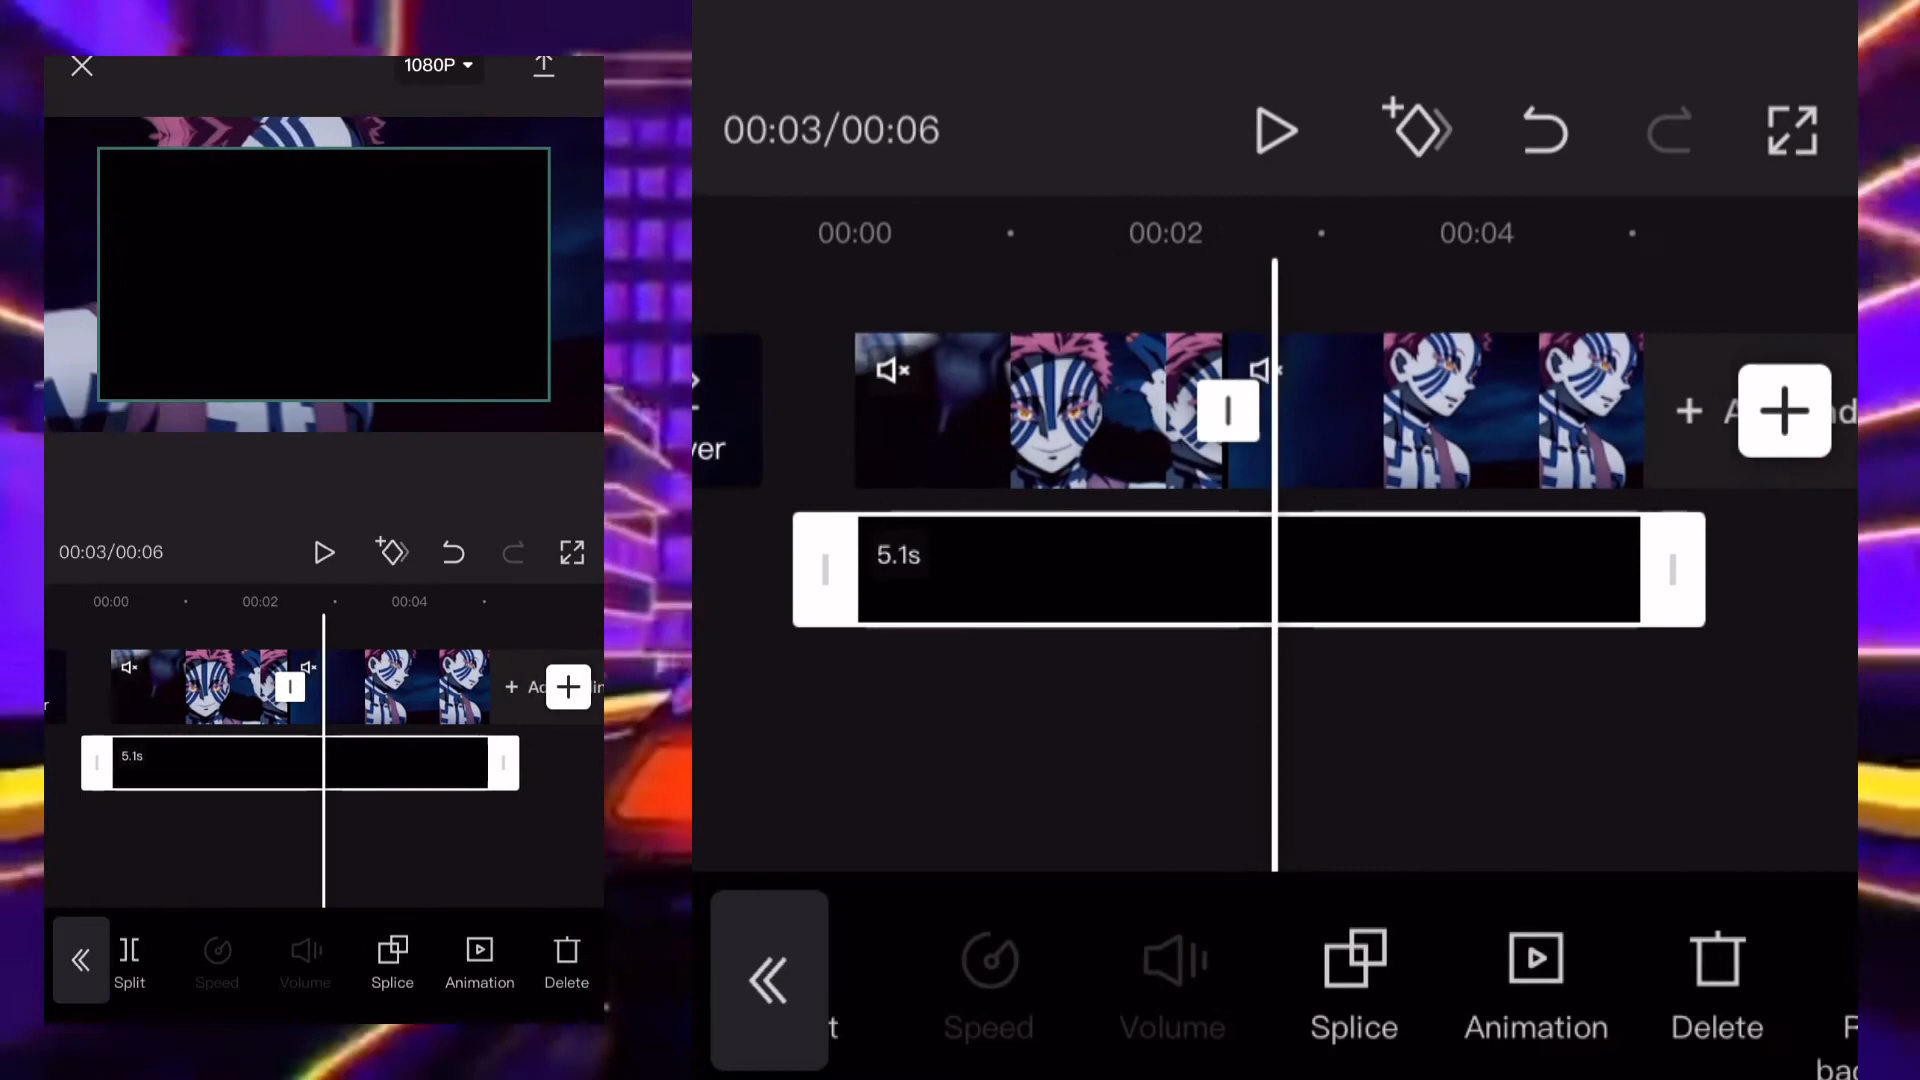 1080P
00:03/00:06
00:00
00:02
00:04
5.1s
Split
Speed
Volume
Splice
Animation
Delete
00:03/00:06
00:00
00:02
00:04
5.1s
Speed
Volume
Splice
Animation
Delete